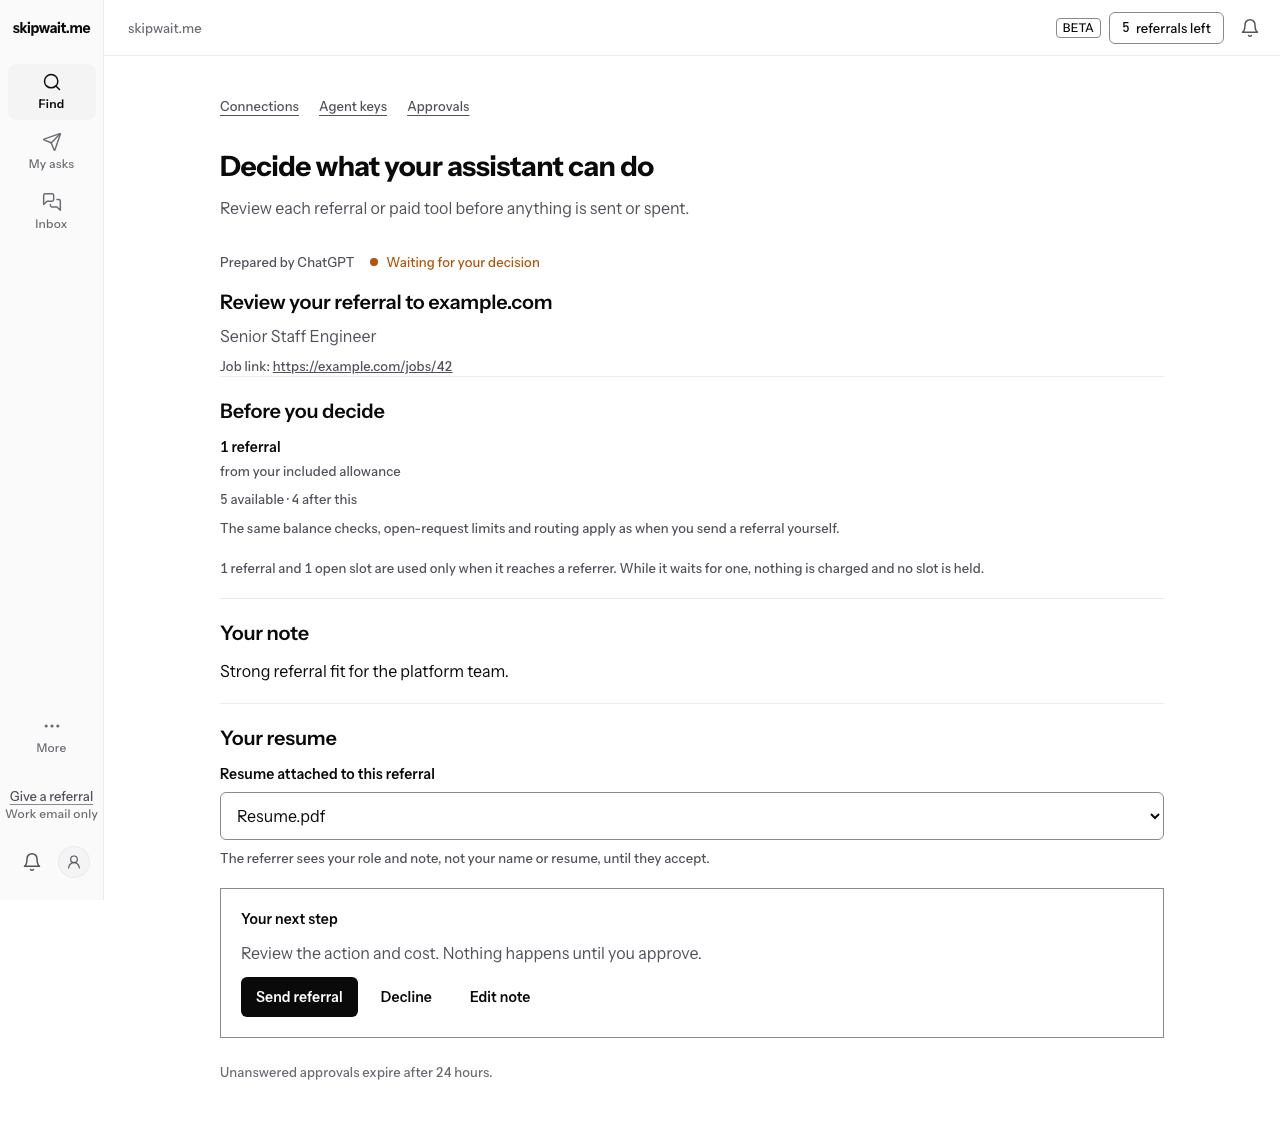 skipwait.me
Find
My asks
Inbox
More
Give a referral
Work email only
skipwait.me
BETA
5 referrals left
Connections Agent keys Approvals
Decide what your assistant can do
Review each referral or paid tool before anything is sent or spent.
Prepared by ChatGPT Waiting for your decision
Review your referral to example.com
Senior Staff Engineer
Job link: https://example.com/jobs/42
Before you decide
1 referral
from your included allowance
5 available · 4 after this
The same balance checks, open-request limits and routing apply as when you send a referral yourself.
1 referral and 1 open slot are used only when it reaches a referrer. While it waits for one, nothing is charged and no slot is held.
Your note
Strong referral fit for the platform team.
Your resume
Resume attached to this referral
Resume.pdf
The referrer sees your role and note, not your name or resume, until they accept.
Your next step
Review the action and cost. Nothing happens until you approve.
Send referral Decline Edit note
Unanswered approvals expire after 24 hours.